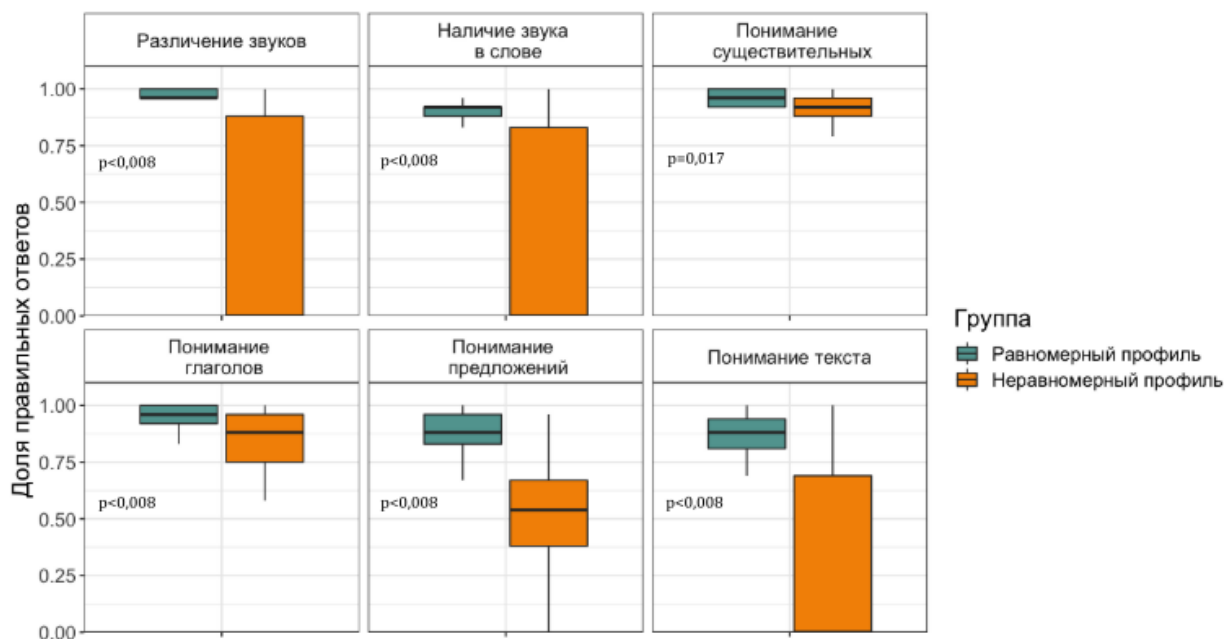 Доля правильных ответов
Различение звуков
Наличие звука
в слове
Понимание
существительных
1.00
0.75
0.50
0.25
0.00
p<0,008
p<0,008
p=0,017
Понимание
глаголов
Понимание
предложений
Понимание текста
1.00
0.75
0.50
0.25
0.00
p<0,008
p<0,008
p<0,008
Группа
Равномерный профиль
Неравномерный профиль